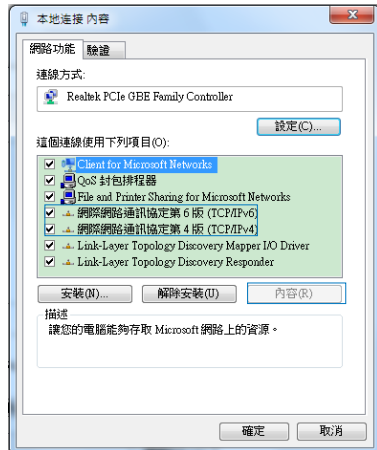 本地连接 內容
網路功能 驗證
連線方式:
Realtek PCIe GBE Family Controller
設定(C)...
這個連線使用下列項目(O):
Client for Microsoft Networks
QoS 封包排程器
File and Printer Sharing for Microsoft Networks
網際網路通訊協定第 6 版 (TCP/IPv6)
網際網路通訊協定第 4 版 (TCP/IPv4)
Link-Layer Topology Discovery Mapper I/O Driver
Link-Layer Topology Discovery Responder
安裝(N)... 解除安裝(U) 內容(R)
描述
讓您的電腦能夠存取 Microsoft 網路上的資源。
確定 取消